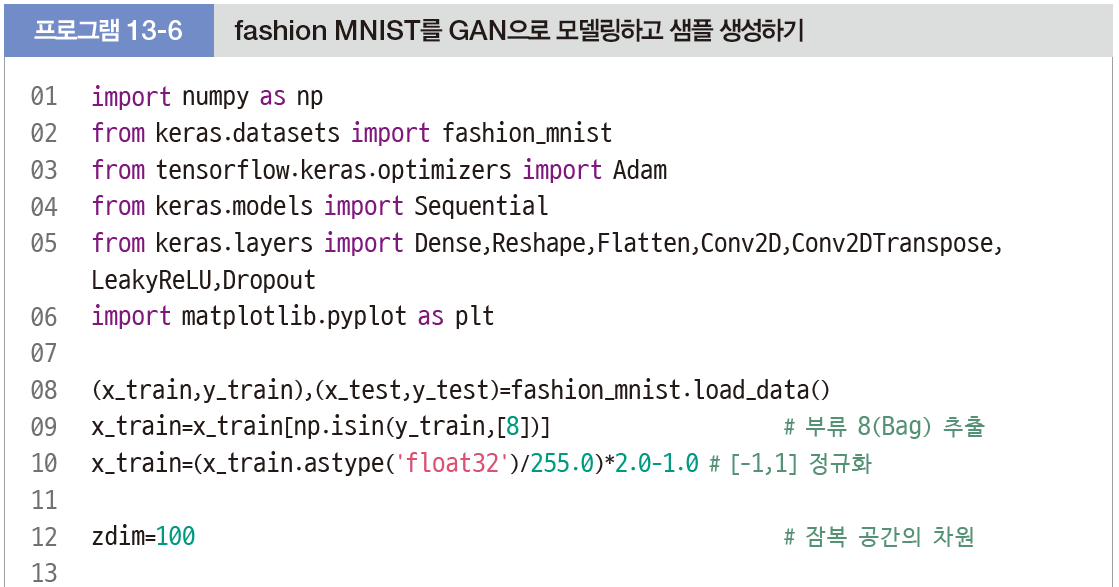 프로그램 13-6 fashion MNIST를 GAN으로 모델링하고 샘플 생성하기
01 import numpy as np
02 from keras.datasets import fashion_mnist
03 from tensorflow.keras.optimizers import Adam
04 from keras.models import Sequential
05 from keras.layers import Dense,Reshape,Flatten,Conv2D,Conv2DTranspose,
LeakyReLU,Dropout
06 import matplotlib.pyplot as plt
07
08 (x_train,y_train),(x_test,y_test)=fashion_mnist.load_data()
09 x_train=x_train[np.isin(y_train,[8])] # 부류 8(Bag) 추출
10 x_train=(x_train.astype('float32')/255.0)*2.0-1.0 # [-1,1] 정규화
11
12 zdim=100 # 잠복 공간의 차원
13